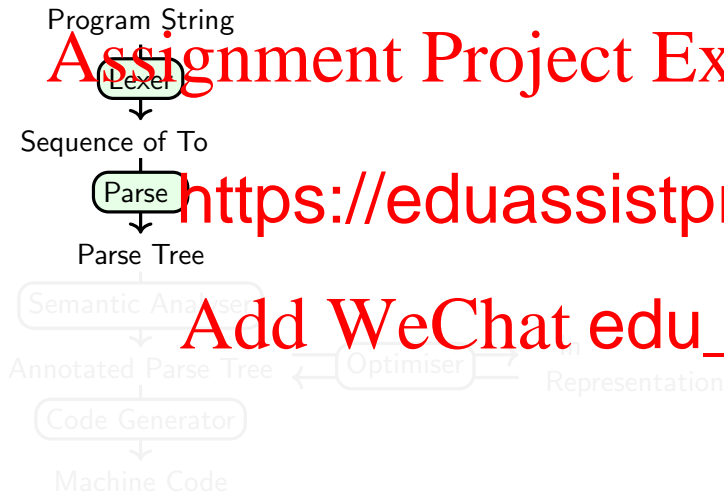 Program String
Assignment Project Ex
Lexer
Sequence of To
Parse
https://eduassistpr
Parse Tree
Semantic Analyser
Add WeChat edu_
Annotated Parse Tree
Optimiser
Representation
Code Generator
Machine Code